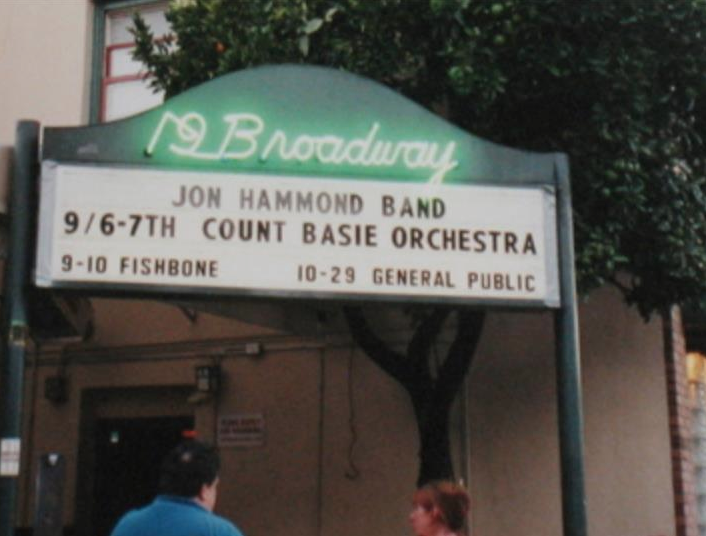 19 Broadway
JON HAMMOND BAND
9/6-7TH COUNT BASIE ORCHESTRA
9-10 FISHBONE 10-29 GENERAL PUBLIC